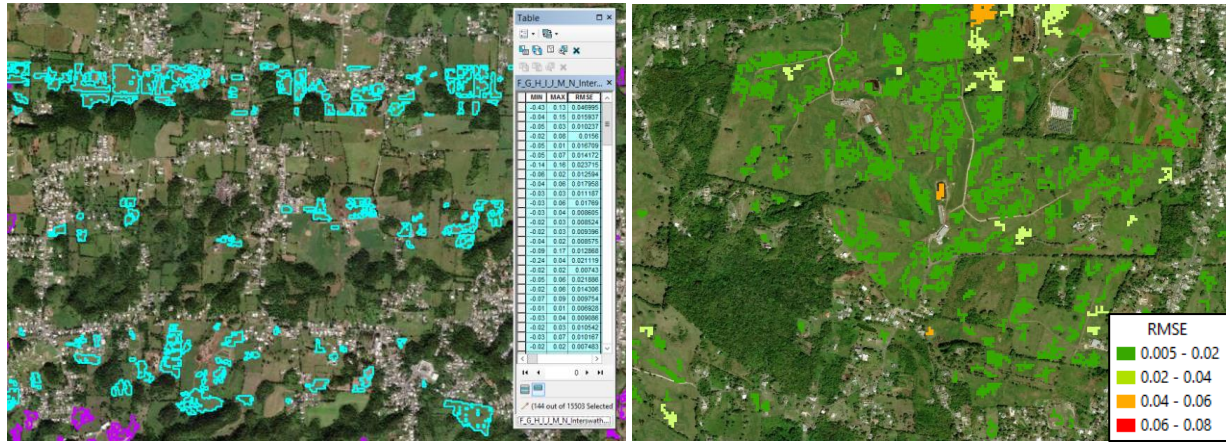 Table
F_G_H_I_J_M_N_Inter...
MIN MAX RMSE
-0.43 0.13 0.046995
-0.04 0.15 0.015937
-0.05 0.03 0.010237
-0.02 0.08 0.0156
-0.05 0.01 0.016709
-0.05 0.07 0.014172
-0.14 0.16 0.023715
-0.06 0.02 0.012594
-0.04 0.06 0.017958
-0.03 0.03 0.011187
-0.03 0.06 0.01769
-0.03 0.04 0.008605
-0.02 0.03 0.008524
-0.02 0.03 0.009396
-0.04 0.02 0.008575
-0.09 0.17 0.012868
-0.24 0.04 0.021119
-0.02 0.02 0.00743
-0.05 0.06 0.021886
-0.02 0.06 0.014306
-0.07 0.09 0.009754
-0.01 0.01 0.006928
-0.03 0.04 0.009086
-0.02 0.03 0.010542
-0.03 0.07 0.010167
-0.02 0.02 0.007483
0
(144 out of 15503 Selected
F_G_H_I_J_M_N_Interswath...
RMSE
0.005 - 0.02
0.02 - 0.04
0.04 - 0.06
0.06 - 0.08